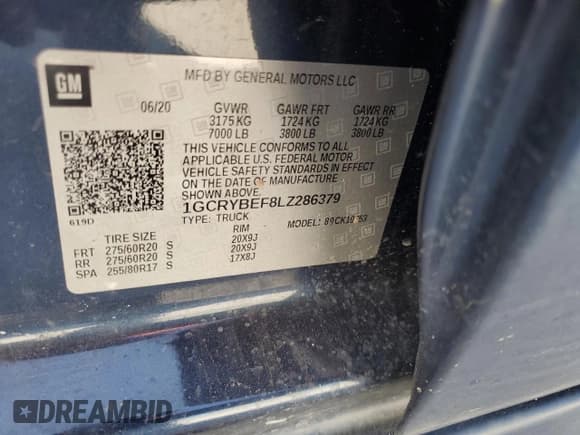 GM
MFD BY GENERAL MOTORS LLC
06/20 GVWR GAWR FRT GAWR RR
3175 KG 1724 KG 1724 KG
7000 LB 3800 LB 3800 LB
THIS VEHICLE CONFORMS TO ALL
APPLICABLE U.S. FEDERAL MOTOR
VEHICLE SAFETY STANDARDS IN EFFECT
ON THE DATE OF MANUFACTURE
SHOWN ABOVE.
619D 1GCRYBEF8LZ286379
TYPE: TRUCK MODEL:
TIRE SIZE RIM
FRT 275/60R20 S 20X9J
RR 275/60R20 S 20X9J
SPA 255/80R17 S 17X8J
DREAMBID